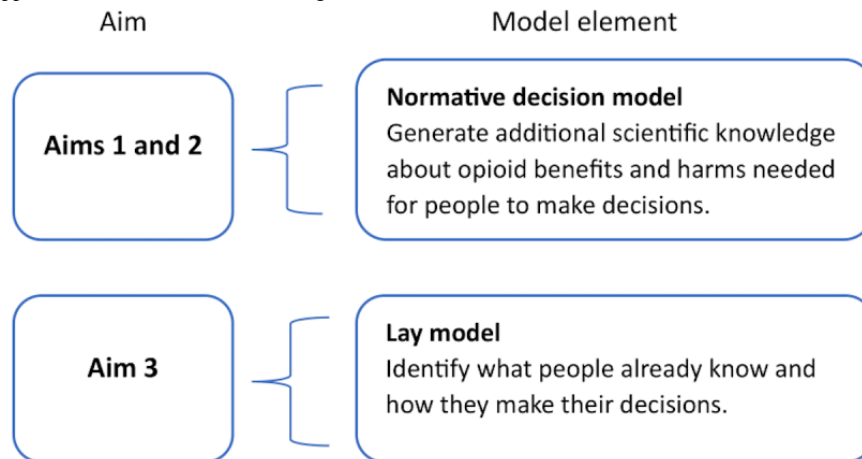 Aim
Model element
Aims 1 and 2
Normative decision model
Generate additional scientific knowledge
about opioid benefits and harms needed
for people to make decisions.
Aim 3
Lay model
Identify what people already know and
how they make their decisions.